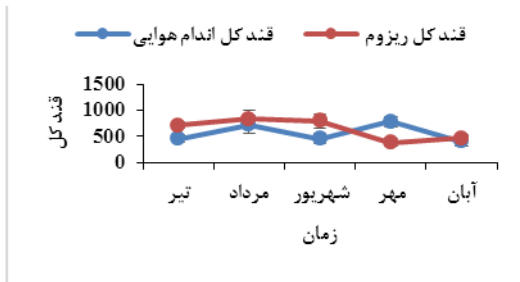 قند کل ریزوم قند کل اندام هوایی
1500
1000
500
0
قند کل
تیر مرداد شهریور مهر آبان
زمان